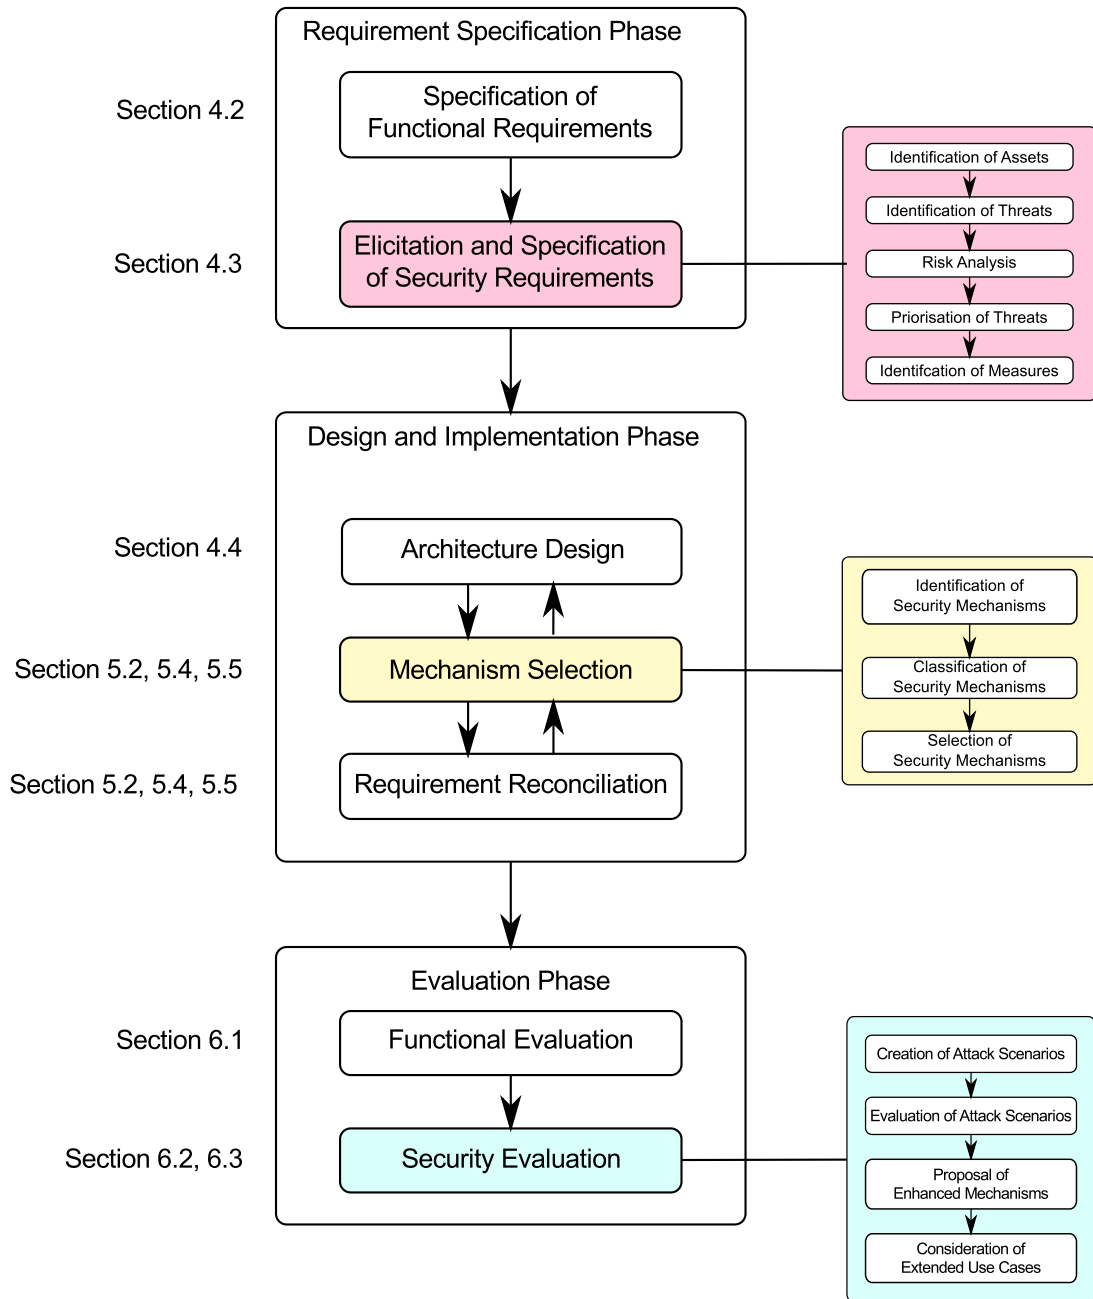 Requirement Specification Phase
Section 4.2
Specification of
Functional Requirements
Section 4.3
Elicitation and Specification
of Security Requirements
Identification of Assets
Identification of Threats
Risk Analysis
Priorisation of Threats
Identifcation of Measures
Design and Implementation Phase
Section 4.4
Architecture Design
Section 5.2, 5.4, 5.5
Mechanism Selection
Section 5.2, 5.4, 5.5
Requirement Reconciliation
Identification of
Security Mechanisms
Classification of
Security Mechanisms
Selection of
Security Mechanisms
Evaluation Phase
Section 6.1
Functional Evaluation
Section 6.2, 6.3
Security Evaluation
Creation of Attack Scenarios
Evaluation of Attack Scenarios
Proposal of
Enhanced Mechanisms
Consideration of
Extended Use Cases